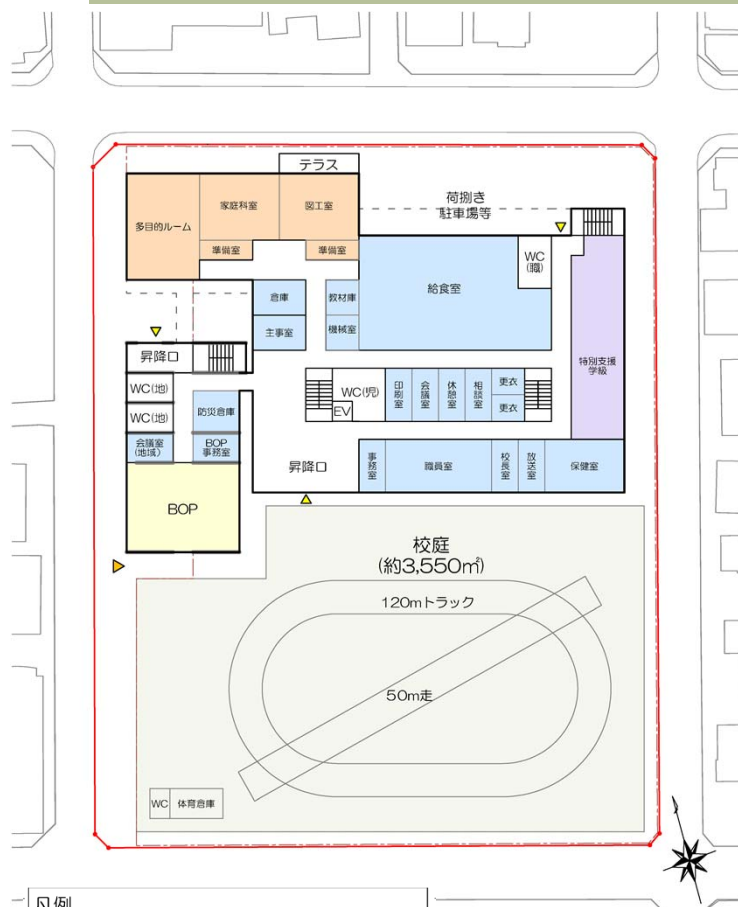 テラス
荷捌き
駐車場等
家庭科室
図工室
多目的ルーム
準備室
準備室
WC
(職)
給食室
倉庫
教材庫
主事室
機械室
特別支援
学級
昇降口
WC(地)
WC(地)
防災倉庫
会議室
(地域)
BOP
事務室
BOP
WC(児)
EV
印刷室
会議室
休憩室
相談室
更衣
更衣
昇降口
事務室
職員室
校長室
放送室
保健室
校庭
(約3,550㎡)
120mトラック
50m走
WC
体育倉庫
凡例